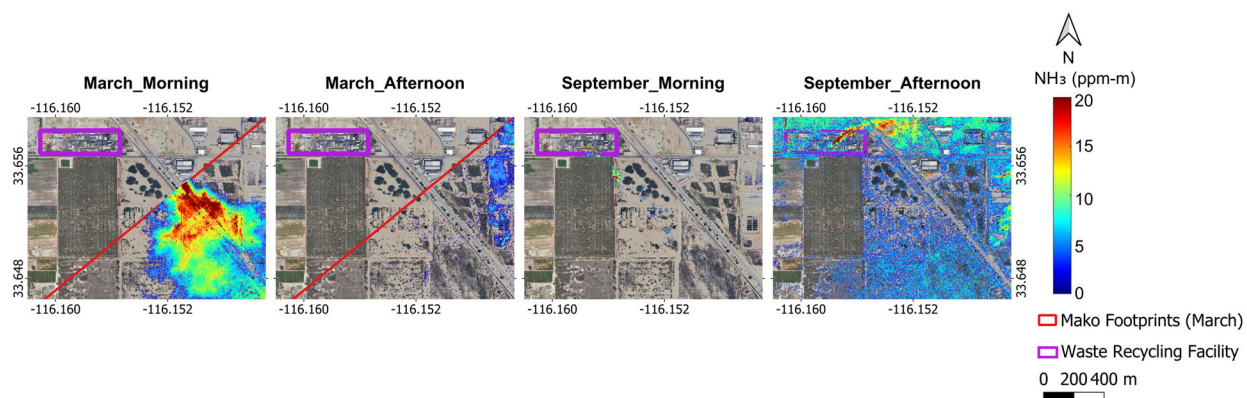 March_Morning
March_Afternoon
September_Morning
September_Afternoon
-116.160
-116.152
-116.160
-116.152
-116.160
-116.152
-116.160
-116.152
33.656
33.648
33.656
33.648
-116.160
-116.152
-116.160
-116.152
-116.160
-116.152
-116.160
-116.152
N
NH₃ (ppm-m)
20
15
10
5
0
Mako Footprints (March)
Waste Recycling Facility
0 200 400 m